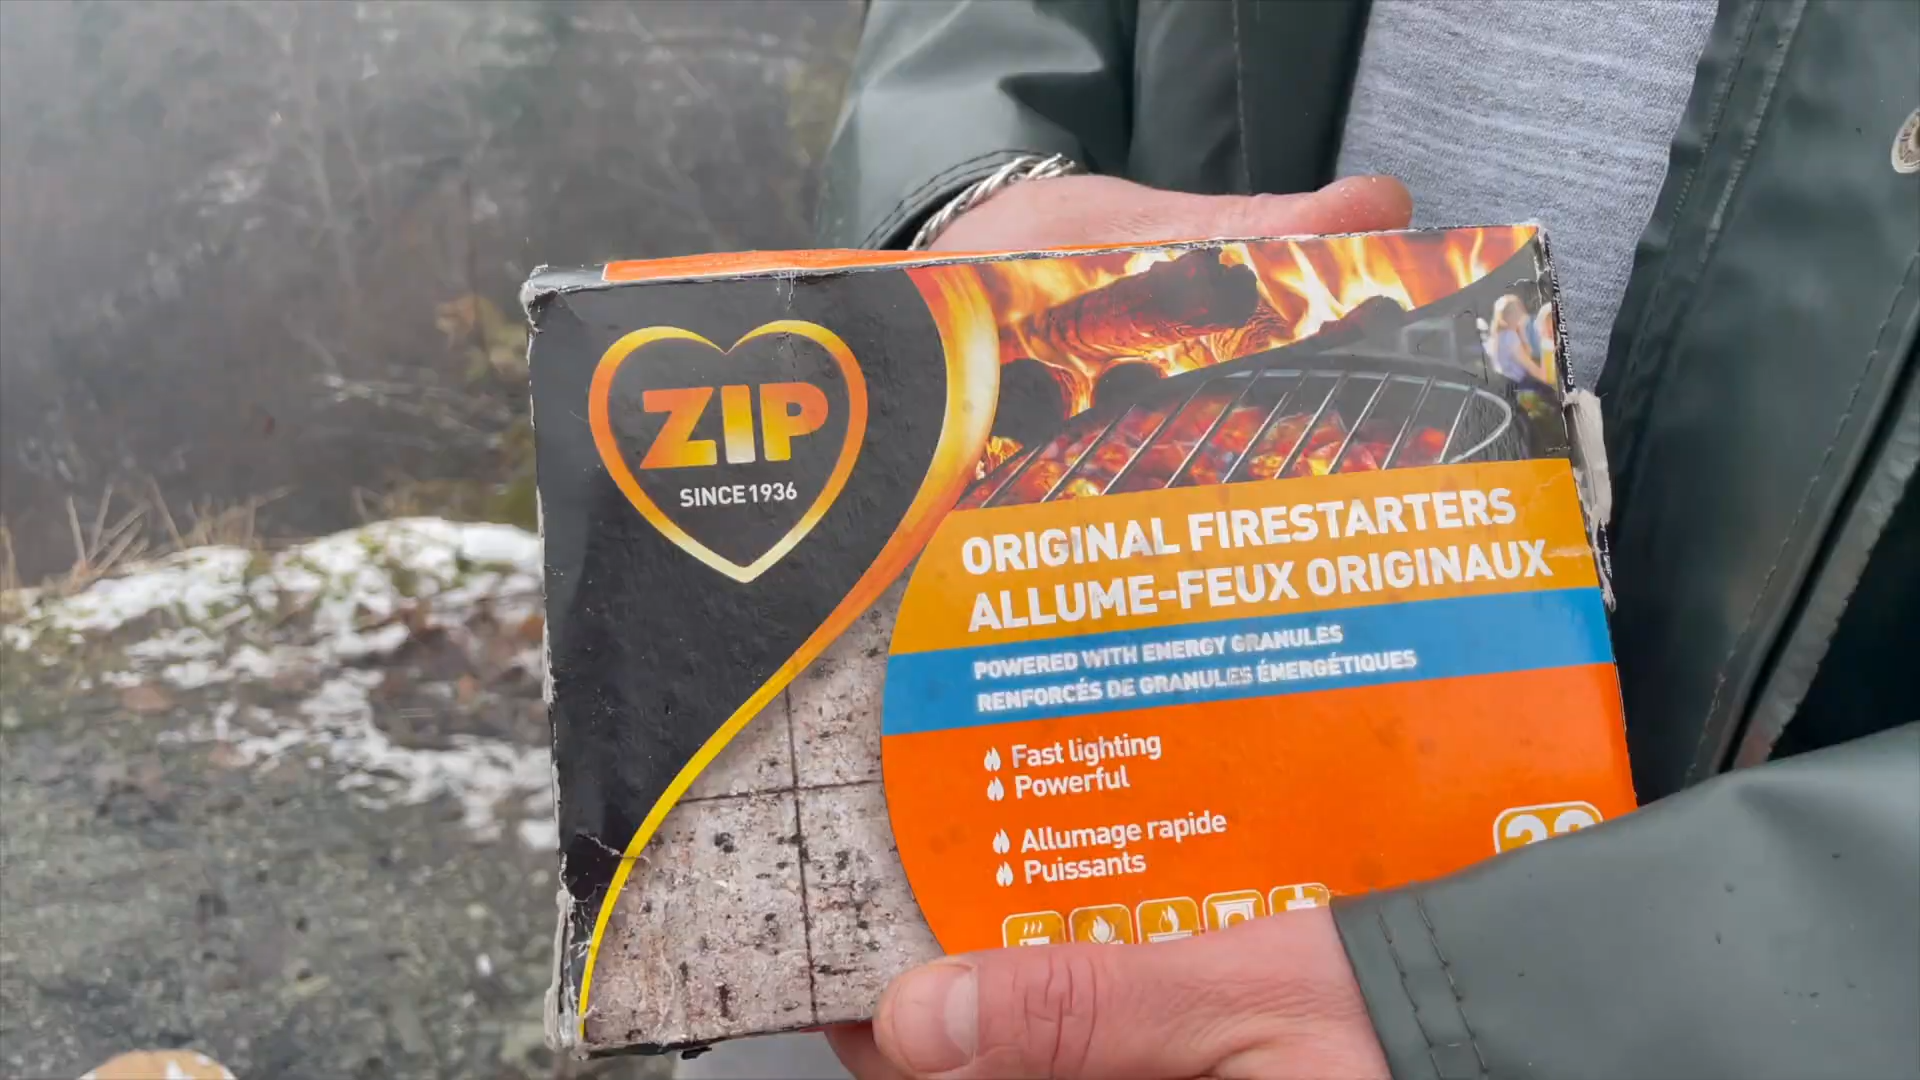 ZIP
SINCE 1936
ORIGINAL FIRESTARTERS
ALLUME-FEUX ORIGINAUX
POWERED WITH ENERGY GRANULES
RENFORCÉS DE GRANULES ÉNERGÉTIQUES
Fast lighting
Powerful
Allumage rapide
Puissants